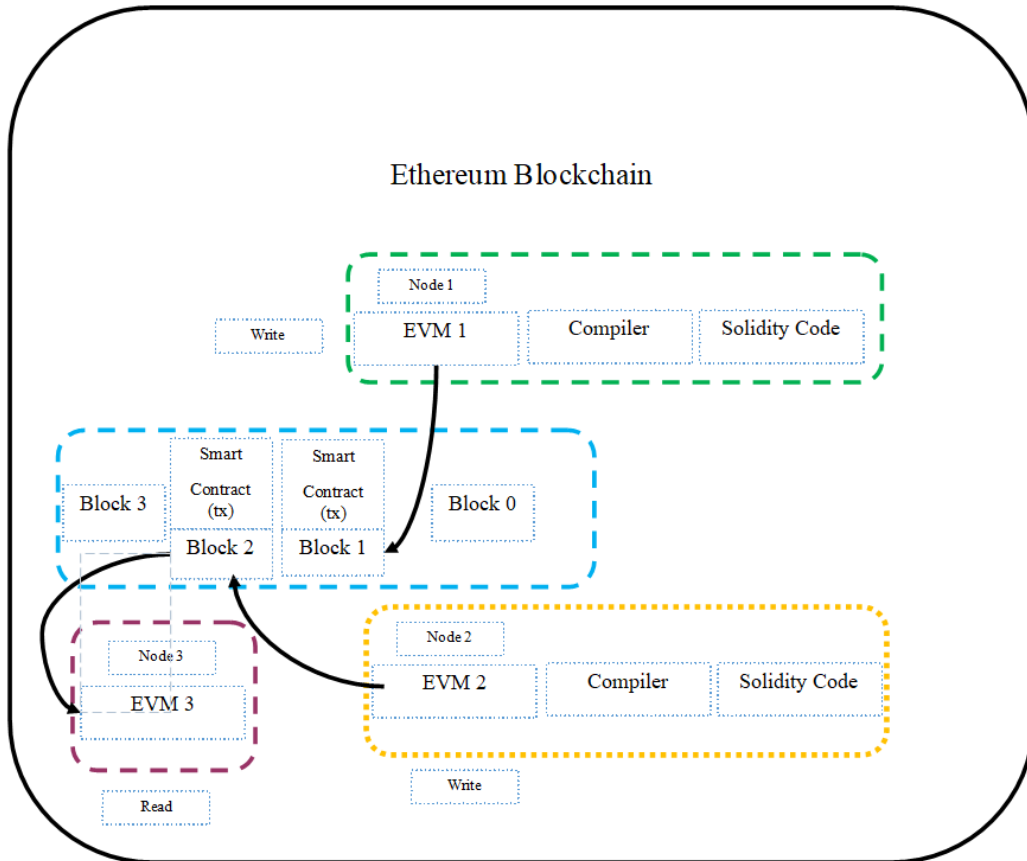 Ethereum Blockchain
Node 1
Write
EVM 1
Compiler
Solidity Code
Smart
Contract
(tx)
Smart
Contract
(tx)
Block 3
Block 2
Block 1
Block 0
Node 3
EVM 3
Read
Node 2
EVM 2
Compiler
Solidity Code
Write